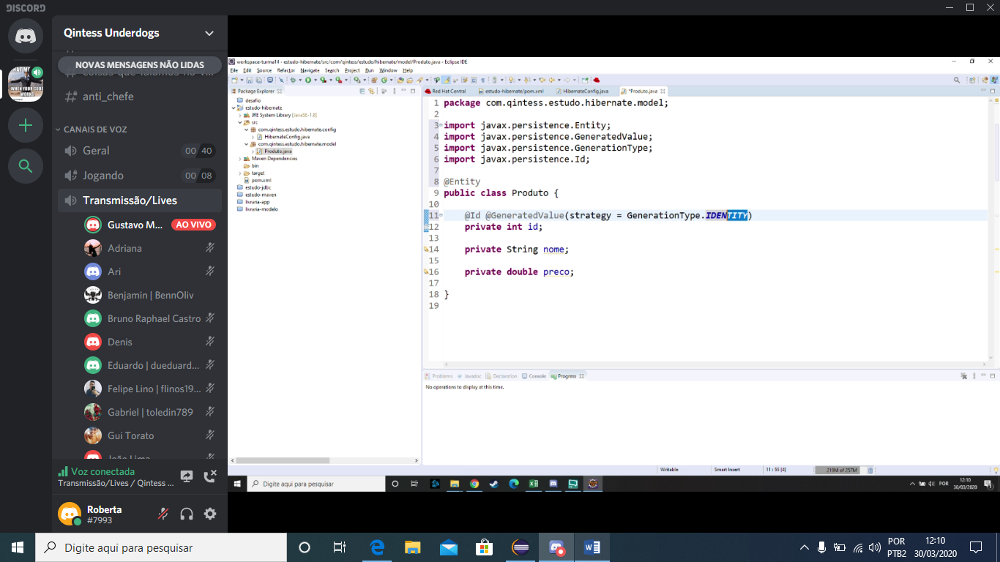 DISCORD
Qintess Underdogs
NOVAS MENSAGENS NÃO LIDAS
anti_chefe
CANAIS DE VOZ
Geral
00 40
Jogando
00 08
Transmissão/Lives
Gustavo M... AO VIVO
Adriana
Ari
Benjamin | BennOliv
Bruno Raphael Castro
Denis
Eduardo | dueduard...
Felipe Lino | flinos19...
Gabriel | toledin789
Gui Torato
João Lima
Voz conectada
Transmissão/Lives / Qintess ...
Roberta
#7993
workspace-turma14 - estudo-hibernate/src/com/qintess/estudo/hibernate/model/Produto.java - Eclipse IDE
File Edit Source Refactor Navigate Search Project Run Window Help
Package Explorer
desafio
estudo-hibernate
JRE System Library [JavaSE-1.8]
src
com.qintess.estudo.hibernate.config
HibernateConfig.java
com.qintess.estudo.hibernate.model
Produto.java
Maven Dependencies
bin
target
pom.xml
estudo-jdbc
estudo-maven
livraria-app
livraria-modelo
Red Hat Central
estudo-hibernate/pom.xml
HibernateConfig.java
*Produto.java
1 package com.qintess.estudo.hibernate.model;
2
3 import javax.persistence.Entity;
4 import javax.persistence.GeneratedValue;
5 import javax.persistence.GenerationType;
6 import javax.persistence.Id;
7
8 @Entity
9 public class Produto {
10
11 @Id @GeneratedValue(strategy = GenerationType.IDENTITY)
12 private int id;
13
14 private String nome;
15
16 private double preco;
17
18 }
19
Problems Javadoc Declaration Console Progress
No operations to display at this time.
Writable Smart Insert 11 : 55 [4] 219M of 257M
Digite aqui para pesquisar
POR
12:10
30/03/2020
Digite aqui para pesquisar
POR
PTB2
12:10
30/03/2020